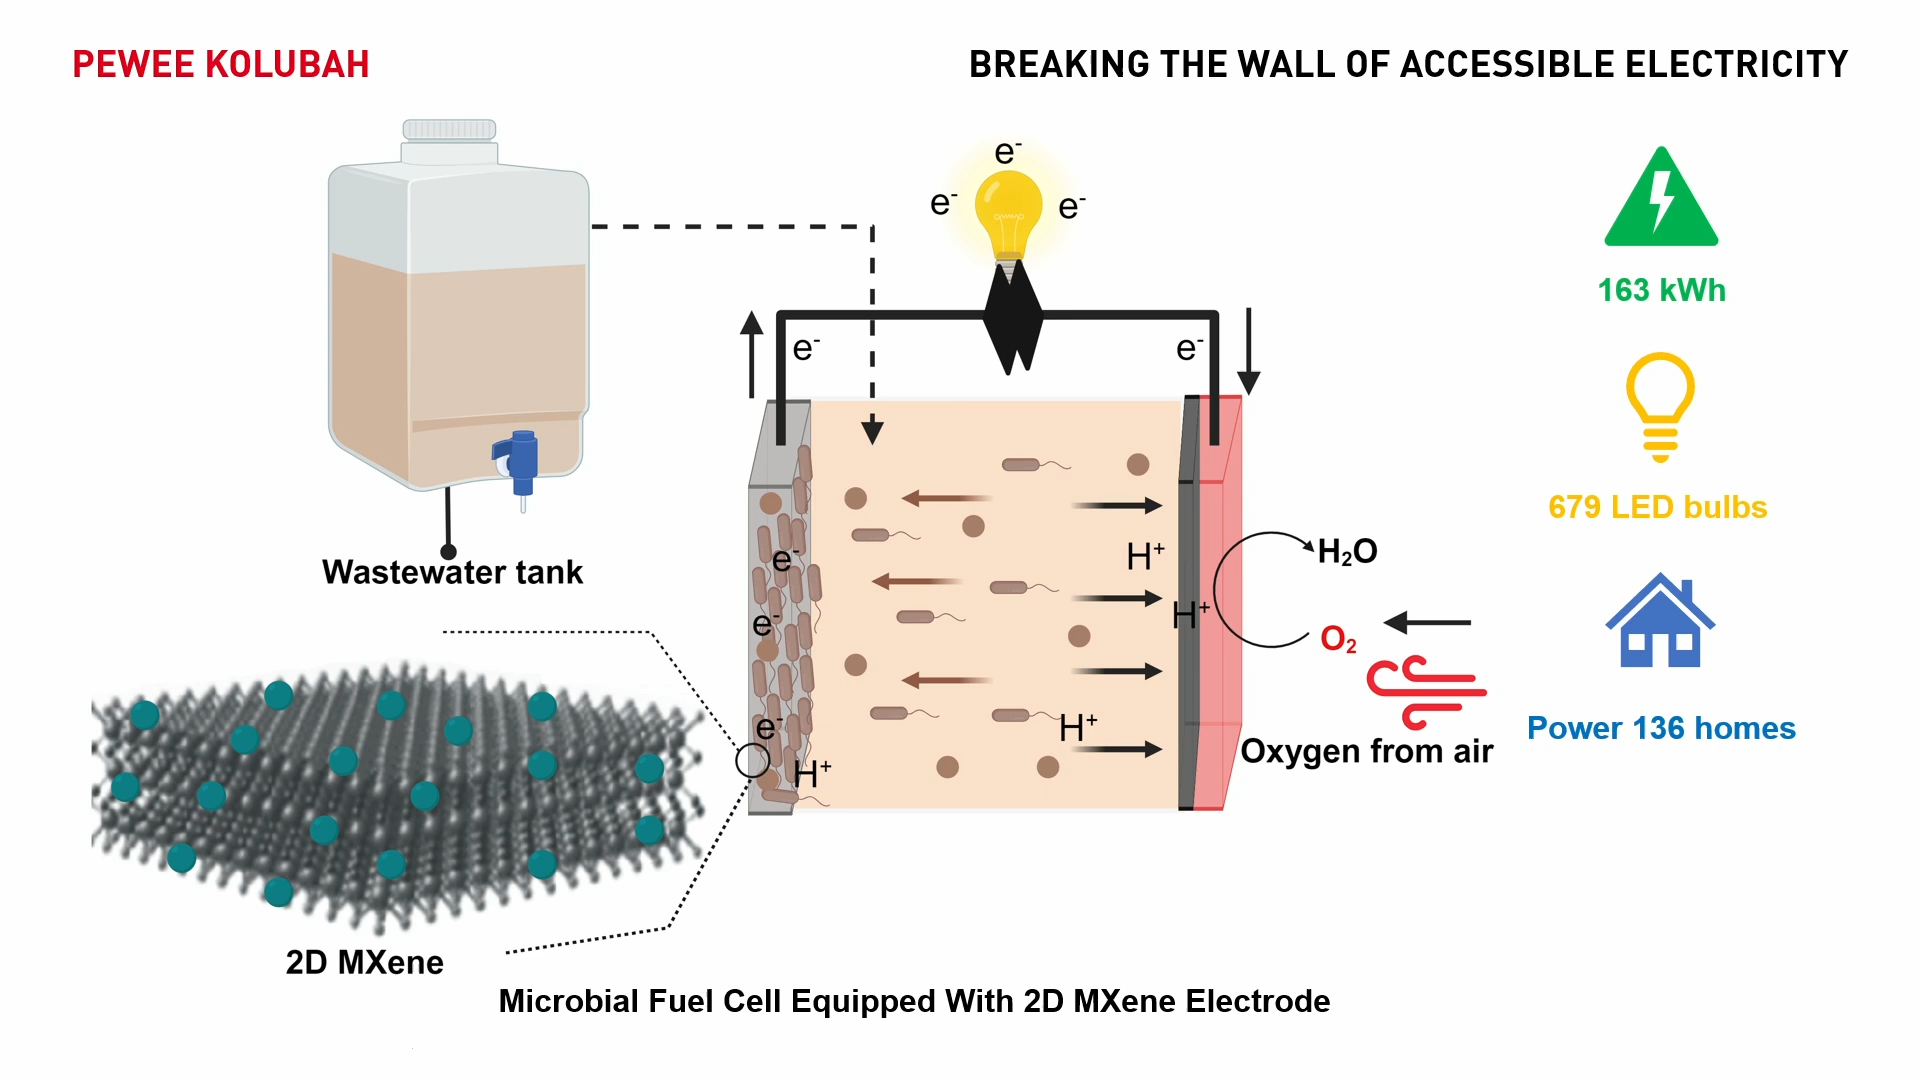 PEWEE KOLUBAH
BREAKING THE WALL OF ACCESSIBLE ELECTRICITY
e⁻
e⁻
e⁻
e⁻
e⁻
163 kWh
679 LED bulbs
Wastewater tank
e⁻
e⁻
e⁻
H⁺
H⁺
H⁺
H⁺
H₂O
O₂
Oxygen from air
Power 136 homes
2D MXene
Microbial Fuel Cell Equipped With 2D MXene Electrode